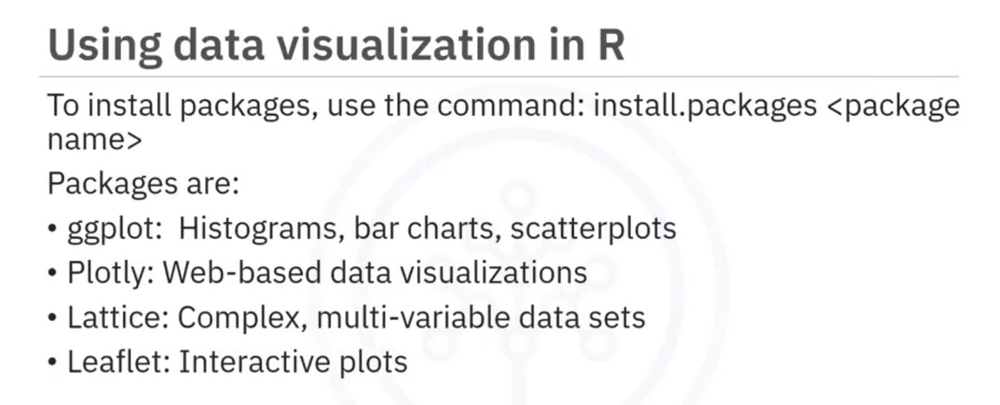 Using data visualization in R
To install packages, use the command: install.packages <package
name>
Packages are:
• ggplot:  Histograms, bar charts, scatterplots
• Plotly: Web-based data visualizations
• Lattice: Complex, multi-variable data sets
• Leaflet: Interactive plots